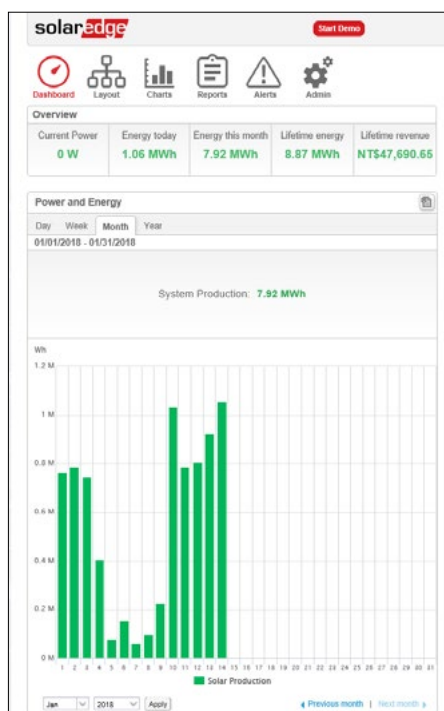 solaredge
Start Demo
Dashboard Layout Charts Reports Alerts Admin
Overview
Current Power Energy today Energy this month Lifetime energy Lifetime revenue
0 W 1.06 MWh 7.92 MWh 8.87 MWh NT$47,690.65
Power and Energy
Day Week Month Year
01/01/2018 - 01/31/2018
System Production: 7.92 MWh
Wh
1.2 M
1 M
0.8 M
0.6 M
0.4 M
0.2 M
0 M
1 2 3 4 5 6 7 8 9 10 11 12 13 14 15 16 17 18 19 20 21 22 23 24 25 26 27 28 29 30 31
Solar Production
Jan 2018 Apply Previous month | Next month